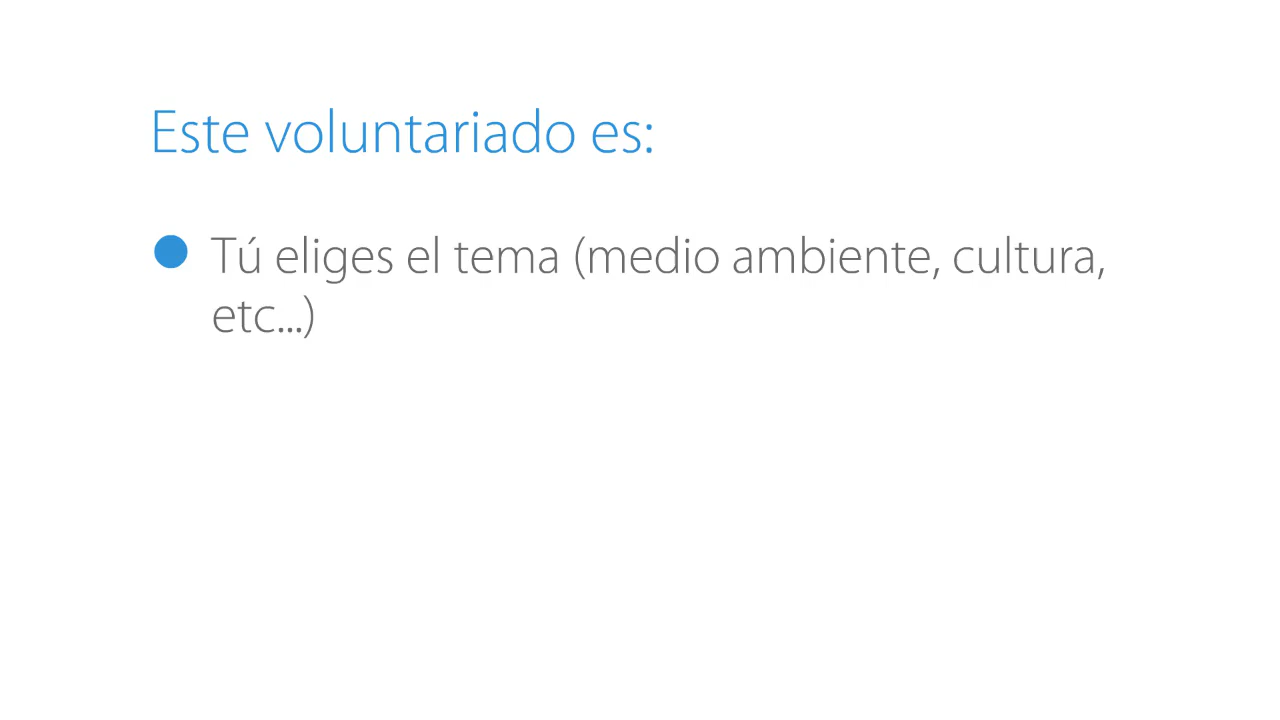 Este voluntariado es:
Tú eliges el tema (medio ambiente, cultura,
etc...)